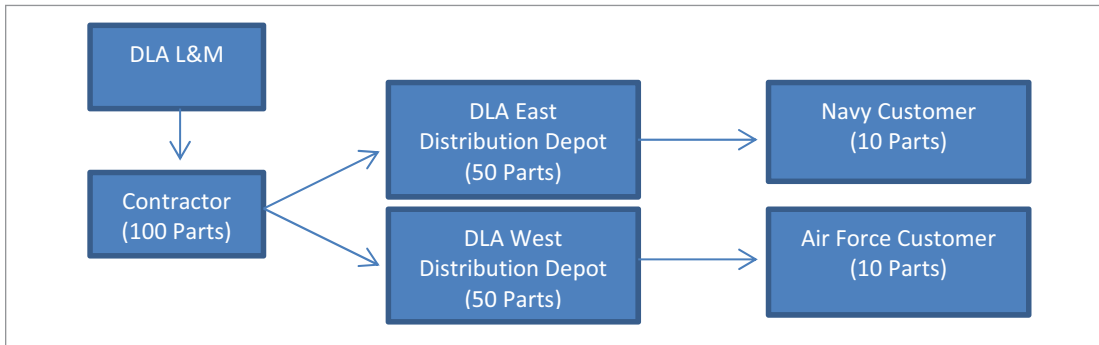 DLA L&M
Contractor
(100 Parts)
DLA East
Distribution Depot
(50 Parts)
DLA West
Distribution Depot
(50 Parts)
Navy Customer
(10 Parts)
Air Force Customer
(10 Parts)